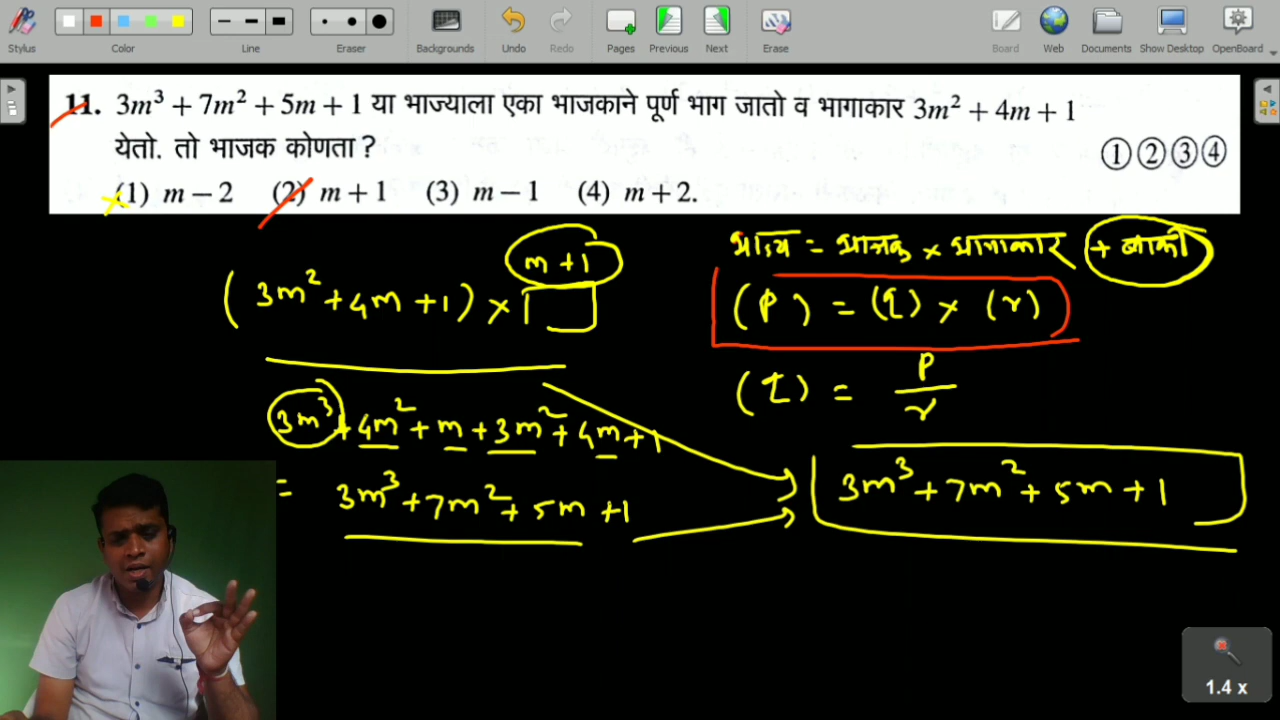 Stylus Color Line Eraser Backgrounds Undo Redo Pages Previous Next Erase Board Web Documents Show Desktop OpenBoard
11. 3m³ + 7m² + 5m + 1 या भाज्याला एका भाजकाने पूर्ण भाग जातो व भागाकार 3m² + 4m + 1
येतो. तो भाजक कोणता ?
① ② ③ ④
(1) m − 2 (2) m + 1 (3) m − 1 (4) m + 2.
भाज्य = भाजक × भागाकार + बाकी
m + 1
(3m² + 4m + 1) ×
(P) = (q) × (r)
(q) = P/r
3m³ + 4m² + m + 3m² + 4m + 1
= 3m³ + 7m² + 5m + 1
3m³ + 7m² + 5m + 1
1.4 x